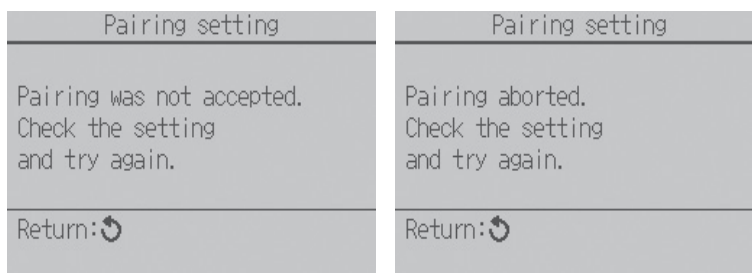 Pairing setting
Pairing was not accepted.
Check the setting
and try again.
Return:
Pairing setting
Pairing aborted.
Check the setting
and try again.
Return: